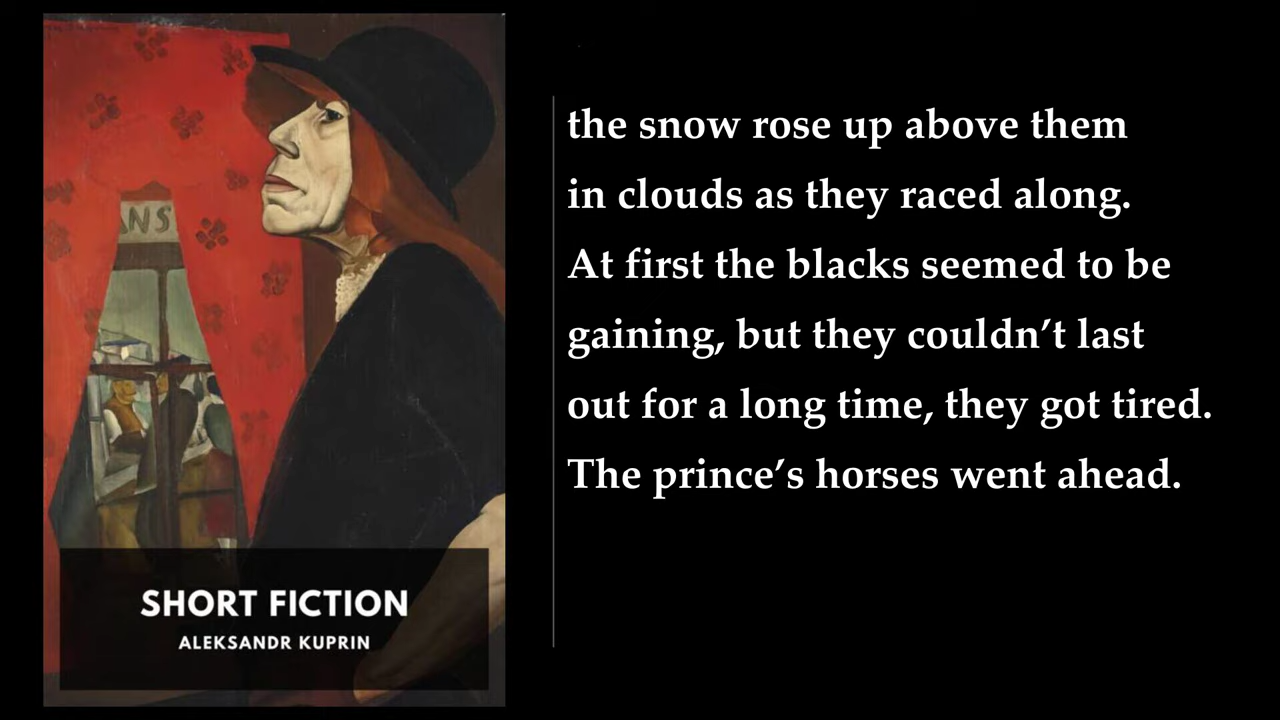 ANS
SHORT FICTION
ALEKSANDR KUPRIN
the snow rose up above them
in clouds as they raced along.
At first the blacks seemed to be
gaining, but they couldn’t last
out for a long time, they got tired.
The prince’s horses went ahead.